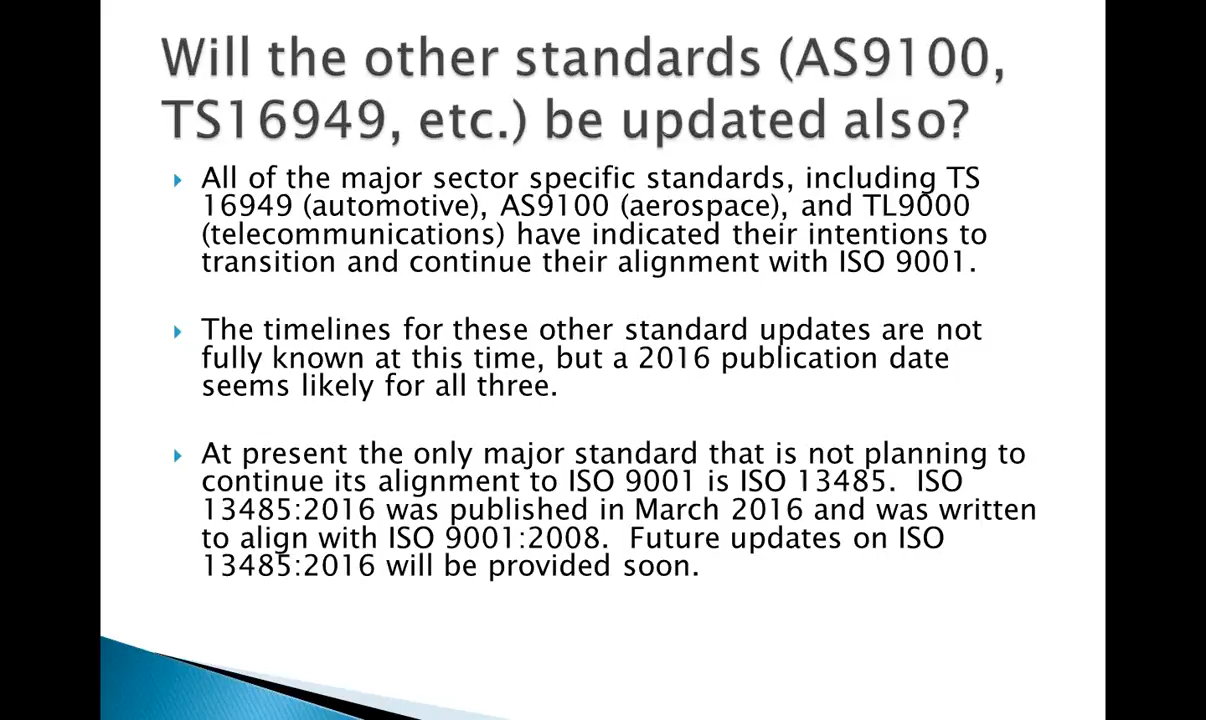 Will the other standards (AS9100,
TS16949, etc.) be updated also?
All of the major sector specific standards, including TS
16949 (automotive), AS9100 (aerospace), and TL9000
(telecommunications) have indicated their intentions to
transition and continue their alignment with ISO 9001.
The timelines for these other standard updates are not
fully known at this time, but a 2016 publication date
seems likely for all three.
At present the only major standard that is not planning to
continue its alignment to ISO 9001 is ISO 13485.  ISO
13485:2016 was published in March 2016 and was written
to align with ISO 9001:2008.  Future updates on ISO
13485:2016 will be provided soon.